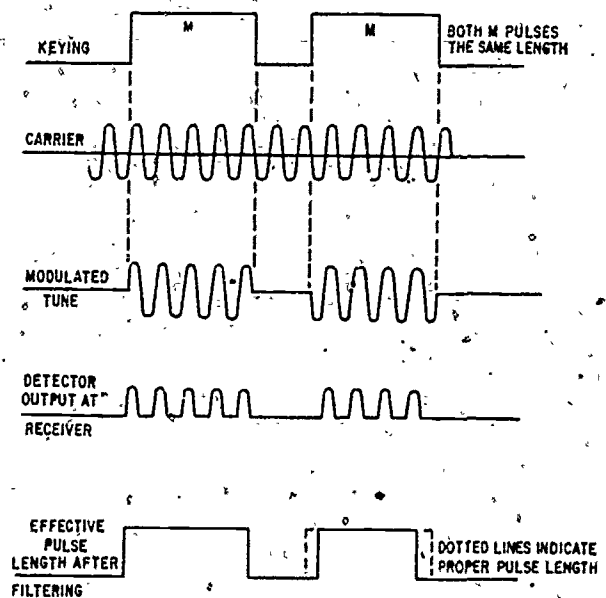 KEYING
M
M
BOTH M PULSES
THE SAME LENGTH
CARRIER
MODULATED
TUNE
DETECTOR
OUTPUT AT
RECEIVER
EFFECTIVE
PULSE
LENGTH AFTER
FILTERING
DOTTED LINES INDICATE
PROPER PULSE LENGTH